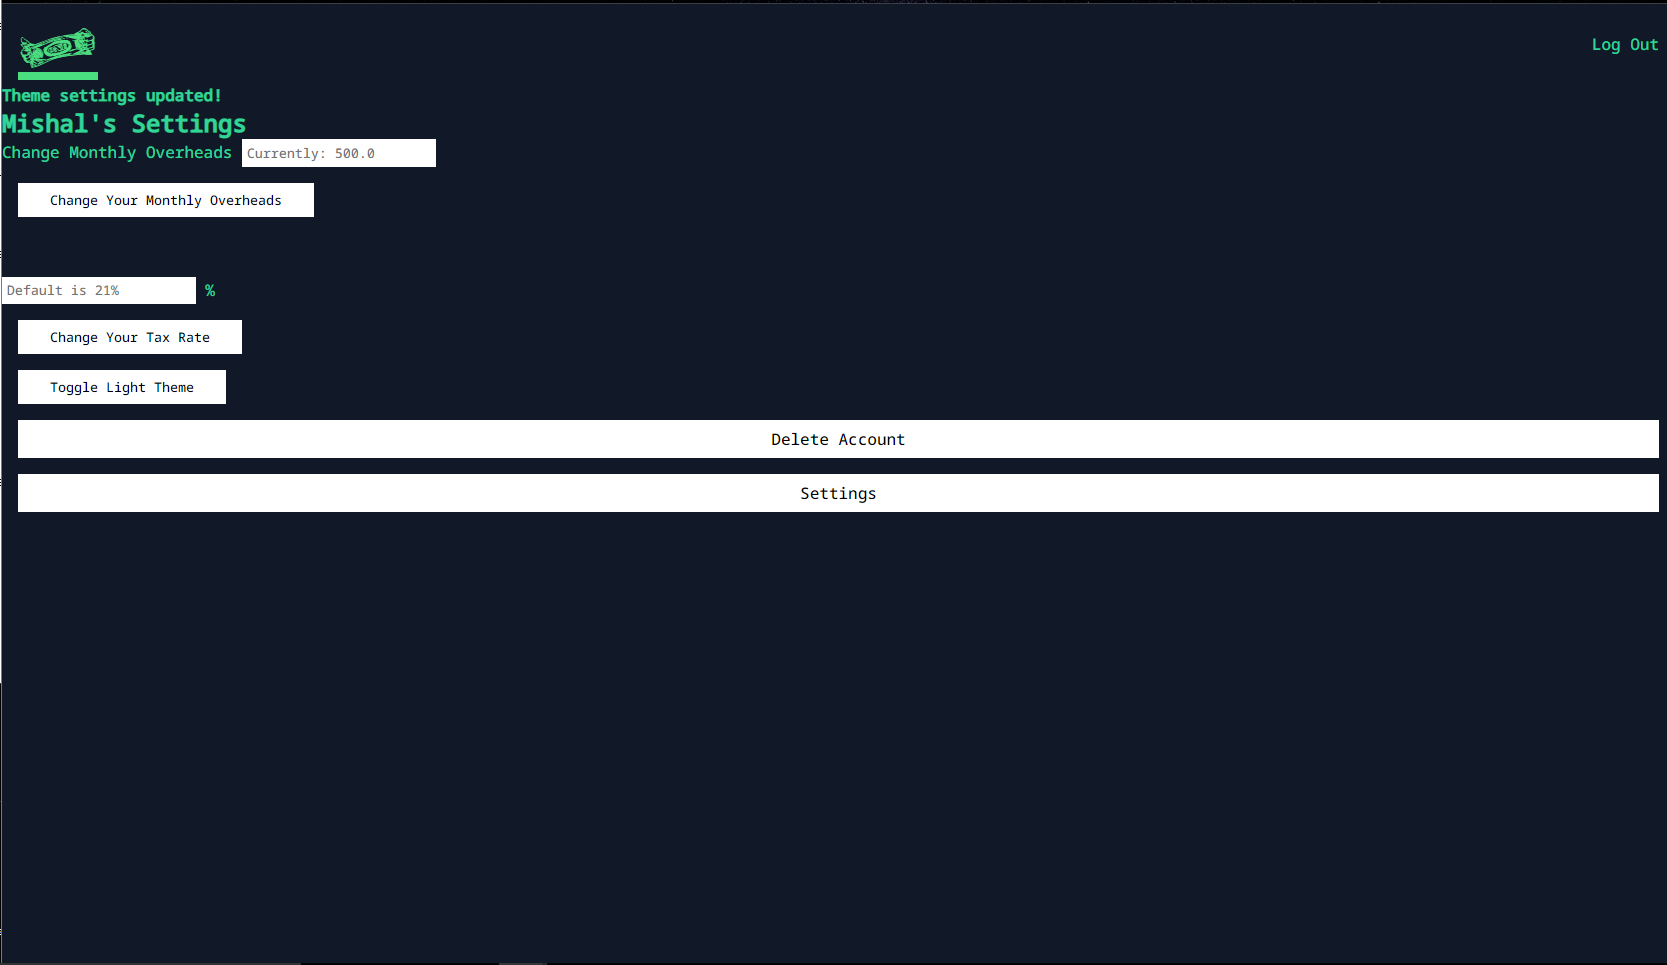 Log Out
Theme settings updated!
Mishal's Settings
Change Monthly Overheads Currently: 500.0
Change Your Monthly Overheads
Default is 21% %
Change Your Tax Rate
Toggle Light Theme
Delete Account
Settings